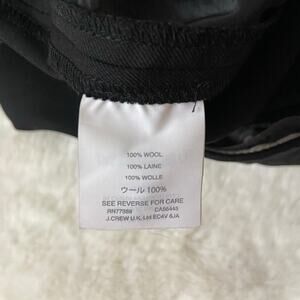 100% WOOL
100% LAINE
100% WOLLE
ウール 100%
SEE REVERSE FOR CARE
RN77388 CA56445
J.CREW U.K. Ltd EC4V 6JA